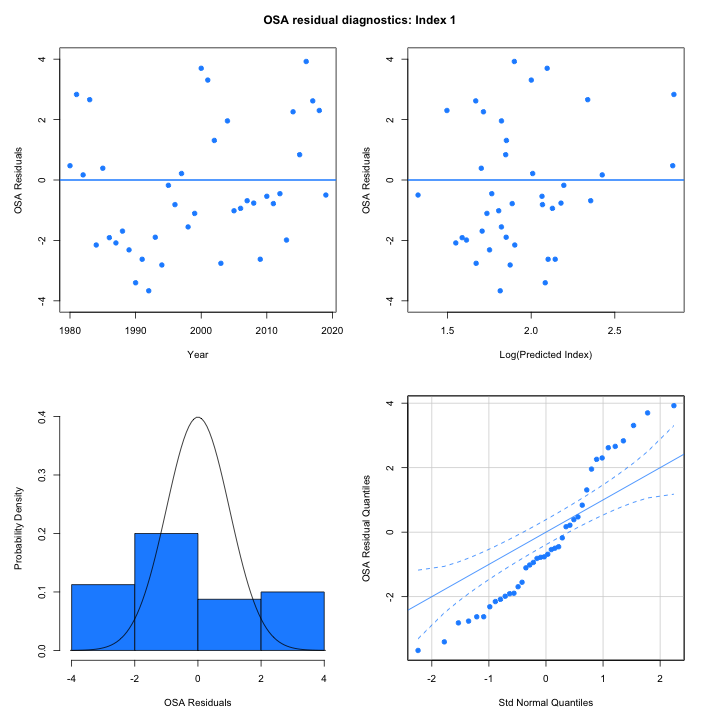 OSA residual diagnostics: Index 1
4
2
0
-2
-4
OSA Residuals
1980 1990 2000 2010 2020
Year
4
2
0
-2
-4
OSA Residuals
1.5 2.0 2.5
Log(Predicted Index)
0.4
0.3
0.2
0.1
0.0
Probability Density
-4 -2 0 2 4
OSA Residuals
4
2
0
-2
OSA Residual Quantiles
-2 -1 0 1 2
Std Normal Quantiles